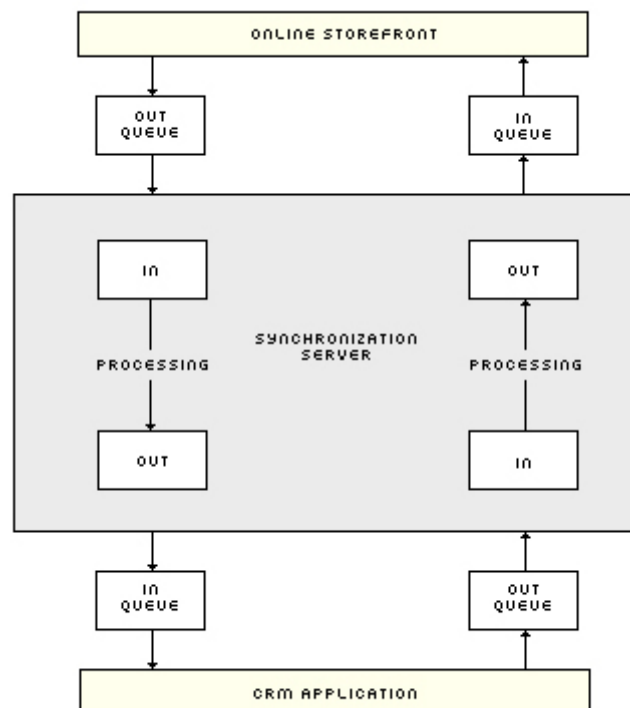 ONLINE STOREFRONT
OUT
QUEUE
IN
QUEUE
IN
OUT
SYNCHRONIZATION
SERVER
PROCESSING
PROCESSING
OUT
IN
IN
QUEUE
OUT
QUEUE
CRM APPLICATION